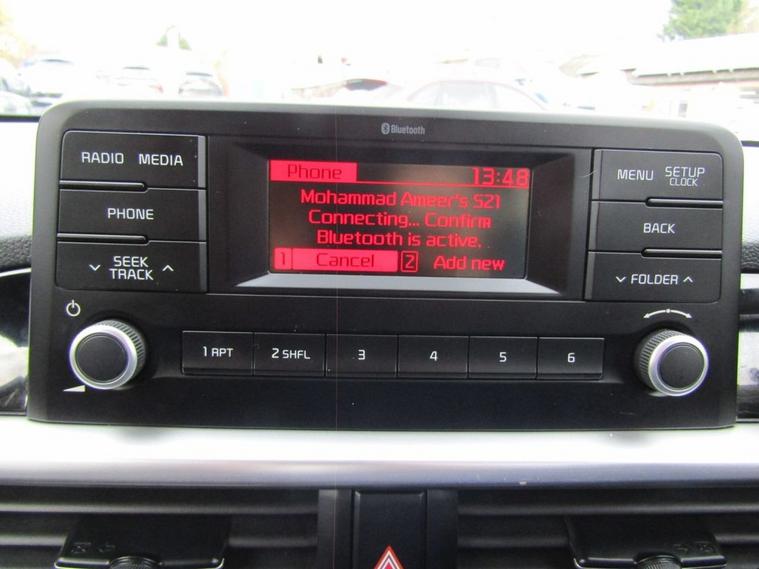 Bluetooth
RADIO MEDIA
PHONE
SEEK
TRACK
Phone 13:48
Mohammad Ameer's S21
Connecting... Confirm
Bluetooth is active.
1 Cancel 2 Add new
MENU SETUP
CLOCK
BACK
FOLDER
1 RPT 2 SHFL 3 4 5 6